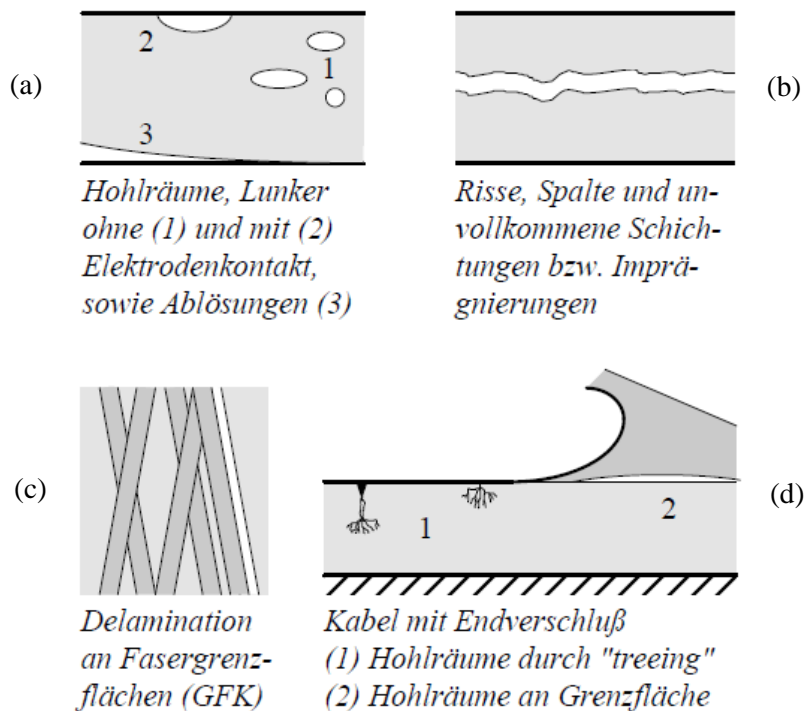 (a)
2
1
3
Hohlräume, Lunker
ohne (1) und mit (2)
Elektrodenkontakt,
sowie Ablösungen (3)
(b)
Risse, Spalte und un-
vollkommene Schich-
tungen bzw. Imprä-
gnierungen
(c)
Delamination
an Fasergrenz-
flächen (GFK)
1
2
(d)
Kabel mit Endverschluß
(1) Hohlräume durch "treeing"
(2) Hohlräume an Grenzfläche